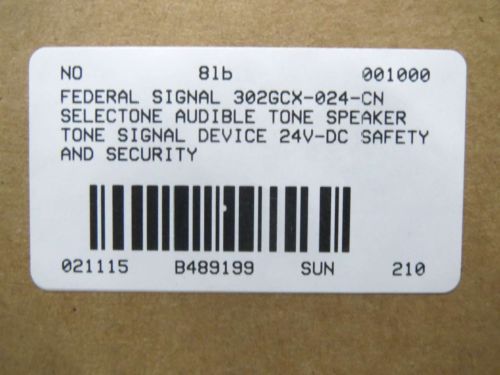 NO 8lb 001000
FEDERAL SIGNAL 302GCX-024-CN
SELECTONE AUDIBLE TONE SPEAKER
TONE SIGNAL DEVICE 24V-DC SAFETY
AND SECURITY
021115 B489199 SUN 210